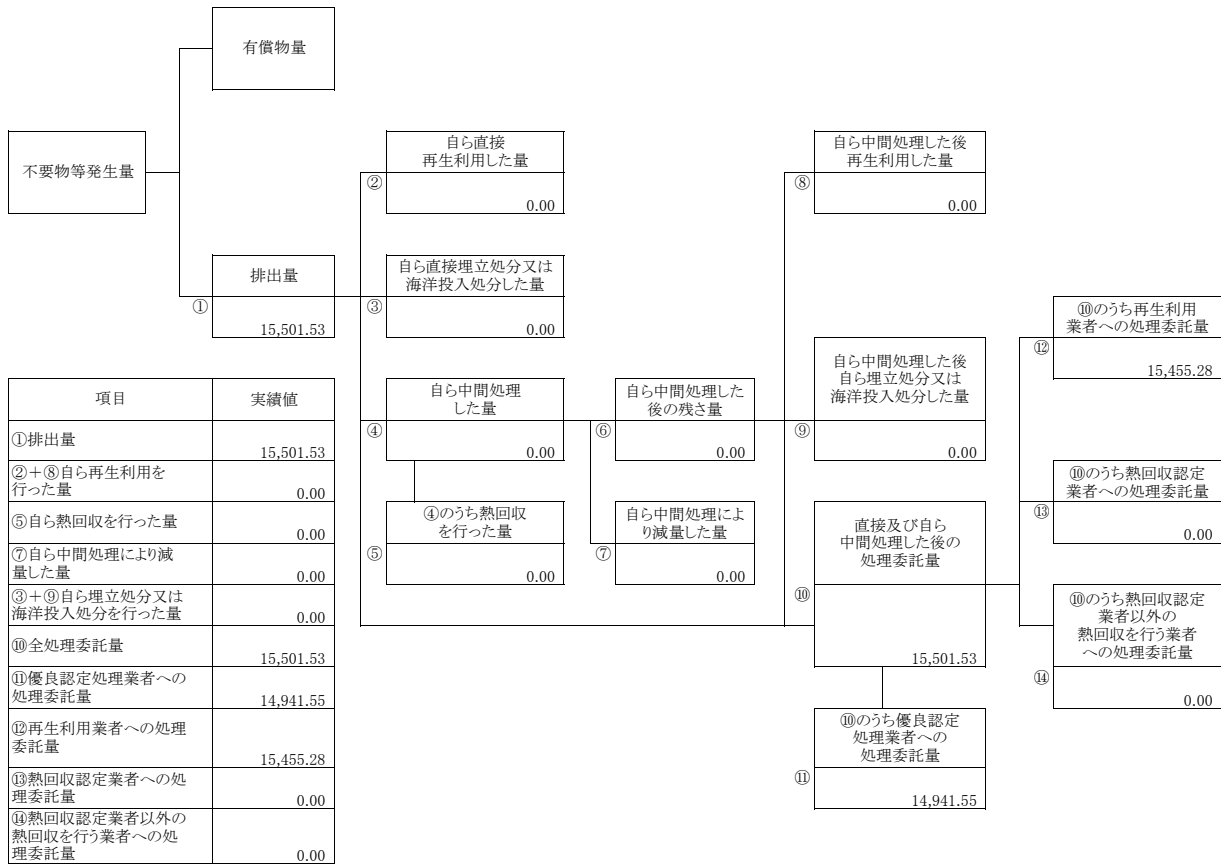 有償物量
不要物等発生量
自ら直接
再生利用した量
②
0.00
自ら中間処理した後
再生利用した量
⑧
0.00
排出量
①
15,501.53
自ら直接埋立処分又は
海洋投入処分した量
③
0.00
⑩のうち再生利用
業者への処理委託量
⑫
15,455.28
自ら中間処理
した量
④
0.00
自ら中間処理した
後の残さ量
⑥
0.00
自ら中間処理した後
自ら埋立処分又は
海洋投入処分した量
⑨
0.00
⑩のうち熱回収認定
業者への処理委託量
⑬
0.00
④のうち熱回収
を行った量
⑤
0.00
自ら中間処理によ
り減量した量
⑦
0.00
直接及び自ら
中間処理した後の
処理委託量
⑩
15,501.53
⑩のうち熱回収認定
業者以外の
熱回収を行う業者
への処理委託量
⑭
0.00
⑩のうち優良認定
処理業者への
処理委託量
⑪
14,941.55
項目 実績値
①排出量 15,501.53
②+⑧自ら再生利用を
行った量 0.00
⑤自ら熱回収を行った量 0.00
⑦自ら中間処理により減
量した量 0.00
③+⑨自ら埋立処分又は
海洋投入処分を行った量 0.00
⑩全処理委託量 15,501.53
⑪優良認定処理業者への
処理委託量 14,941.55
⑫再生利用業者への処理
委託量 15,455.28
⑬熱回収認定業者への処
理委託量 0.00
⑭熱回収認定業者以外の
熱回収を行う業者への処
理委託量 0.00